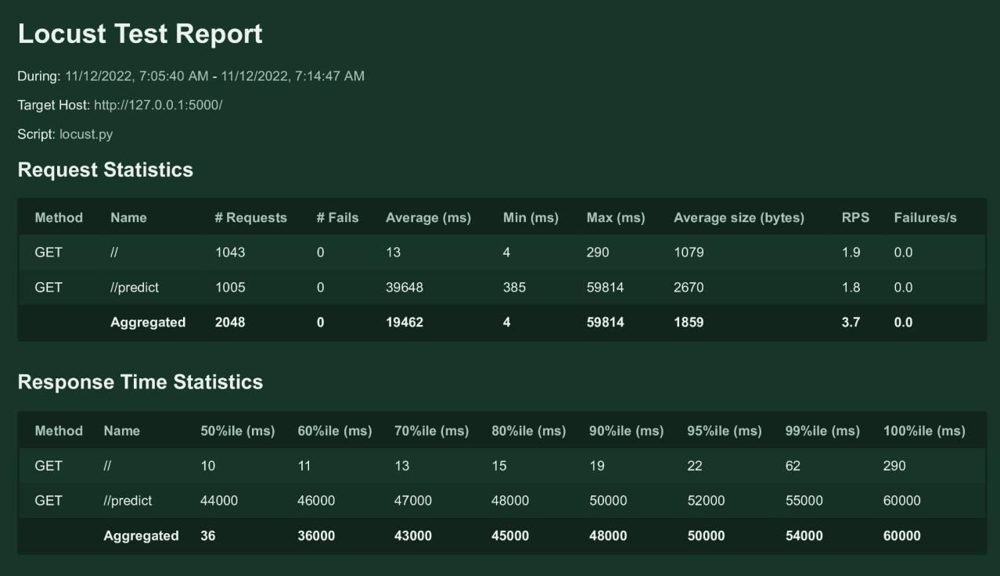 Locust Test Report
During: 11/12/2022, 7:05:40 AM - 11/12/2022, 7:14:47 AM
Target Host: http://127.0.0.1:5000/
Script: locust.py
Request Statistics
Method Name # Requests # Fails Average (ms) Min (ms) Max (ms) Average size (bytes) RPS Failures/s
GET // 1043 0 13 4 290 1079 1.9 0.0
GET //predict 1005 0 39648 385 59814 2670 1.8 0.0
Aggregated 2048 0 19462 4 59814 1859 3.7 0.0
Response Time Statistics
Method Name 50%ile (ms) 60%ile (ms) 70%ile (ms) 80%ile (ms) 90%ile (ms) 95%ile (ms) 99%ile (ms) 100%ile (ms)
GET // 10 11 13 15 19 22 62 290
GET //predict 44000 46000 47000 48000 50000 52000 55000 60000
Aggregated 36 36000 43000 45000 48000 50000 54000 60000